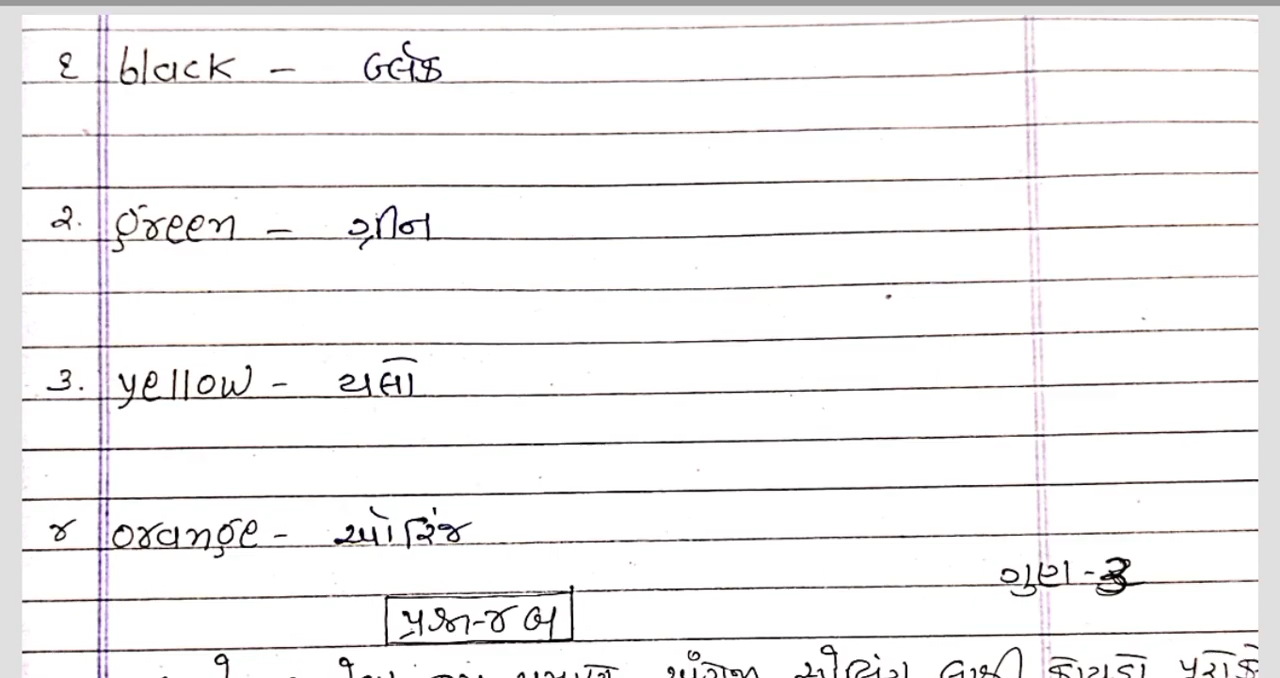 ૧ black - બ્લેક
૨. green - ગ્રીન
૩. yellow - યલો
૪ orange - ઓરેંજ
ગુણ - ૩
પ્રશ્ન-૪ બ